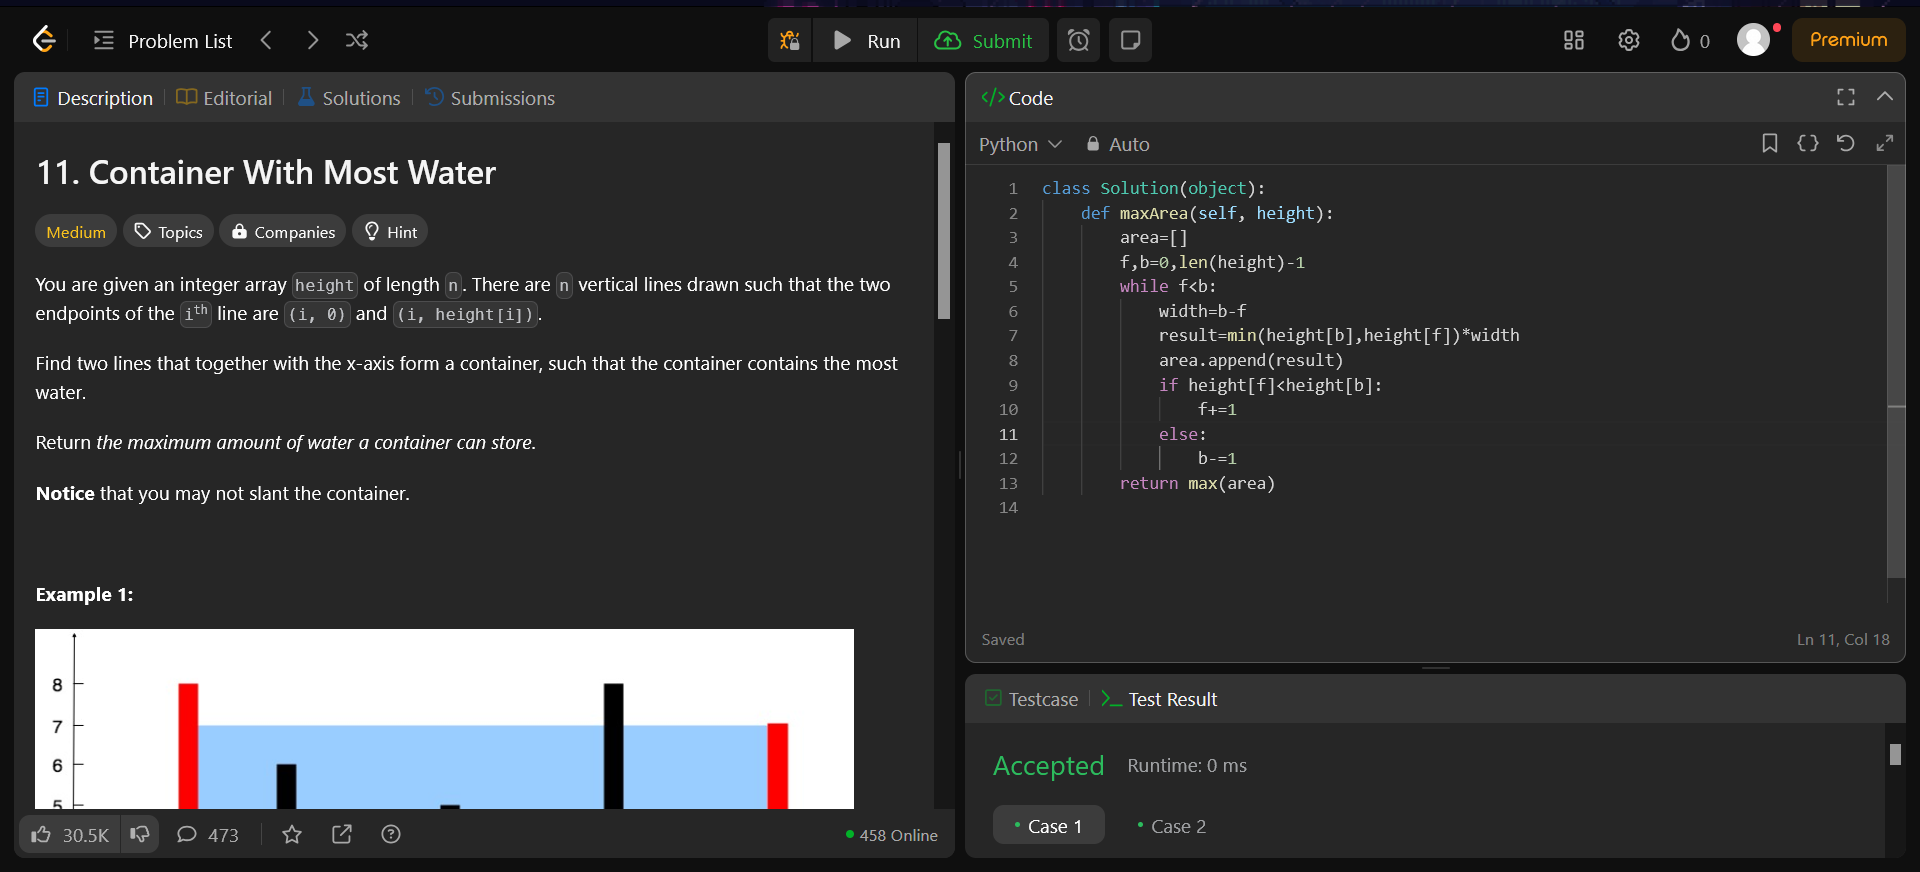 Problem List
Run
Submit
0
Premium
Description
Editorial
Solutions
Submissions
11. Container With Most Water
Medium
Topics
Companies
Hint
You are given an integer array height of length n. There are n vertical lines drawn such that the two
endpoints of the ith line are (i, 0) and (i, height[i]).
Find two lines that together with the x-axis form a container, such that the container contains the most
water.
Return the maximum amount of water a container can store.
Notice that you may not slant the container.
Example 1:
8
7
6
5
30.5K
473
458 Online
</> Code
Python
Auto
1 class Solution(object):
2     def maxArea(self, height):
3         area=[]
4         f,b=0,len(height)-1
5         while f<b:
6             width=b-f
7             result=min(height[b],height[f])*width
8             area.append(result)
9             if height[f]<height[b]:
10                 f+=1
11             else:
12                 b-=1
13         return max(area)
14
Saved
Ln 11, Col 18
Testcase
Test Result
Accepted
Runtime: 0 ms
Case 1
Case 2